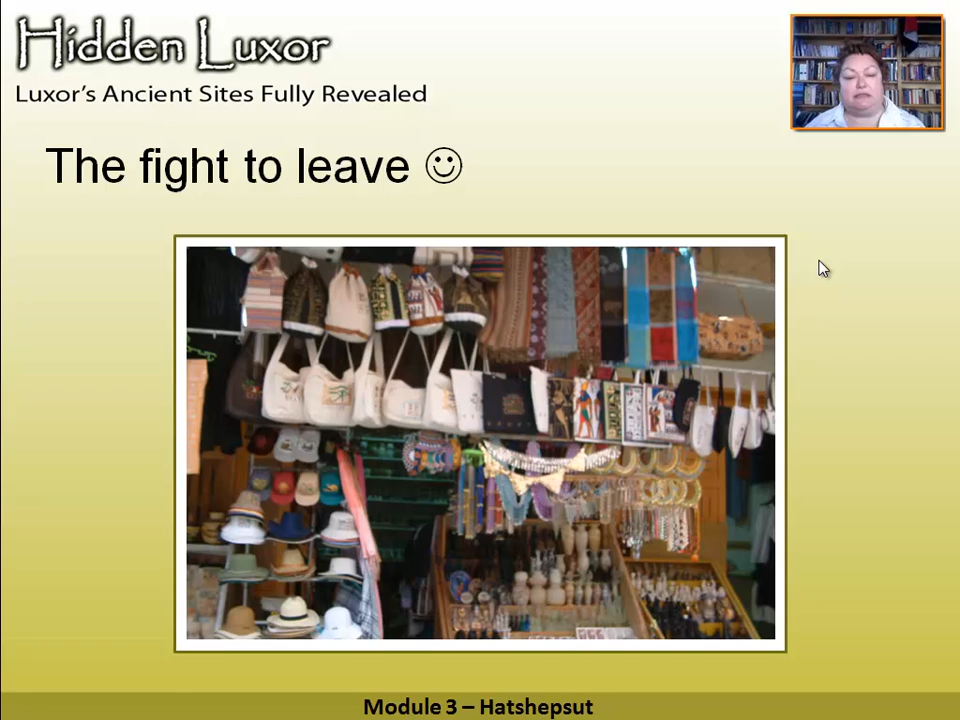 Hidden Luxor
Luxor's Ancient Sites Fully Revealed
The fight to leave ☺
Module 3 – Hatshepsut